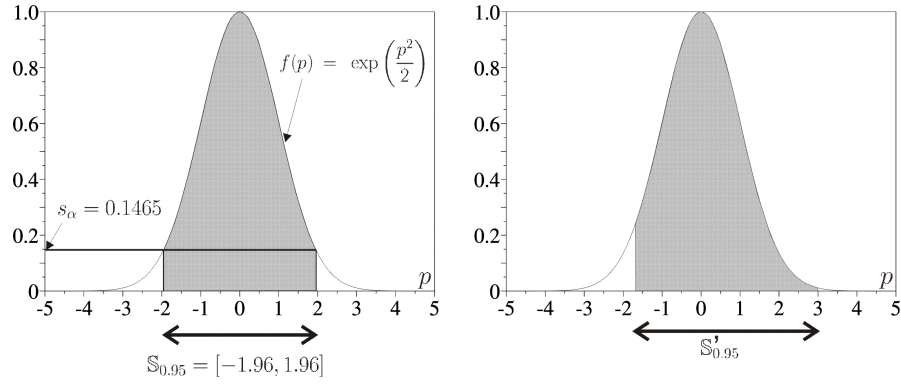 1.0
0.8
0.6
0.4
0.2
0
-5 -4 -3 -2 -1 0 1 2 3 4 5
p
f(p) = exp(p²/2)
s_α = 0.1465
𝕊_0.95 = [−1.96, 1.96]
1.0
0.8
0.6
0.4
0.2
0
-5 -4 -3 -2 -1 0 1 2 3 4 5
p
𝕊'_0.95